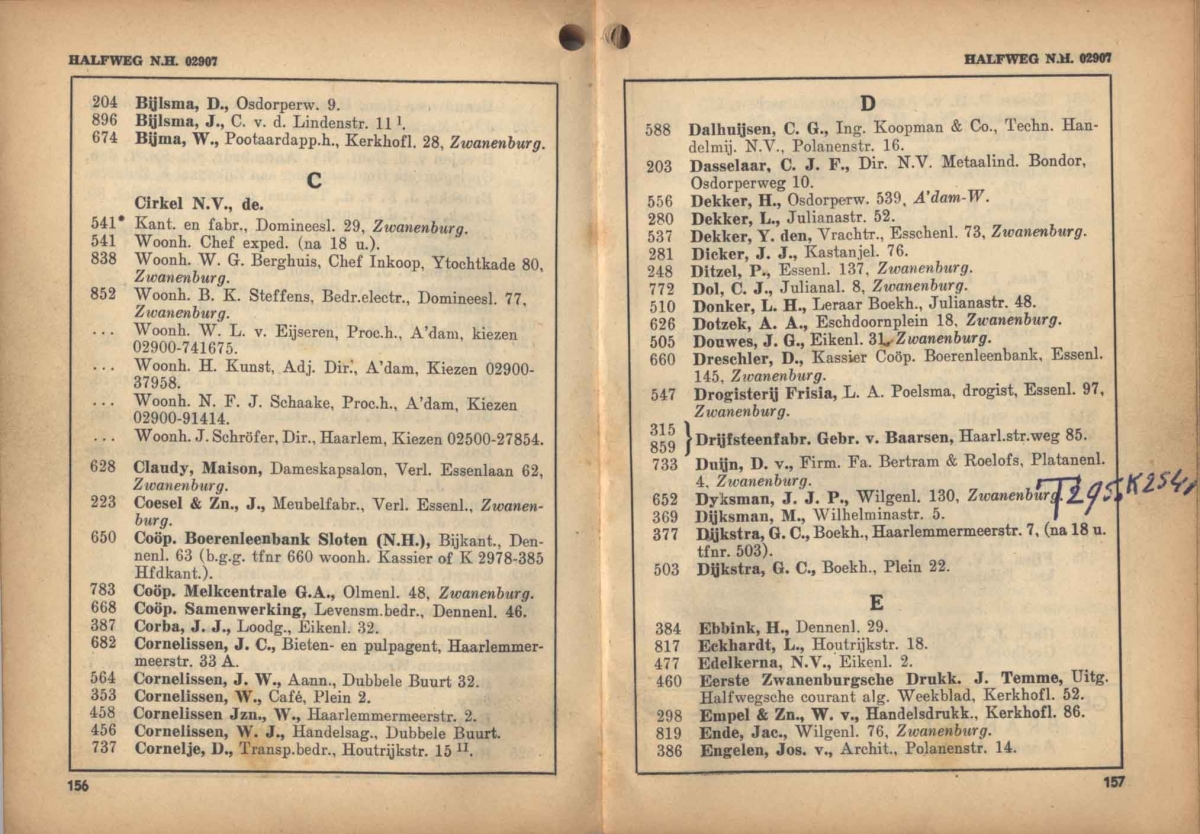 HALFWEG N.H. 02907
204 Bijlsma, D., Osdorperw. 9.
896 Bijlsma, J., C. v. d. Lindenstr. 11 ¹.
674 Bijma, W., Pootaardapp.h., Kerkhofl. 28, Zwanenburg.
C
Cirkel N.V., de.
541* Kant. en fabr., Domineesl. 29, Zwanenburg.
541 Woonh. Chef exped. (na 18 u.).
838 Woonh. W. G. Berghuis, Chef Inkoop, Ytochtkade 80,
Zwanenburg.
852 Woonh. B. K. Steffens, Bedr.electr., Domineesl. 77,
Zwanenburg.
... Woonh. W. L. v. Eijseren, Proc.h., A'dam, kiezen
02900-741675.
... Woonh. H. Kunst, Adj. Dir., A'dam, Kiezen 02900-
37958.
... Woonh. N. F. J. Schaake, Proc.h., A'dam, Kiezen
02900-91414.
... Woonh. J. Schröfer, Dir., Haarlem, Kiezen 02500-27854.
628 Claudy, Maison, Dameskapsalon, Verl. Essenlaan 62,
Zwanenburg.
223 Coesel & Zn., J., Meubelfabr., Verl. Essenl., Zwanen-
burg.
650 Coöp. Boerenleenbank Sloten (N.H.), Bijkant., Den-
nenl. 63 (b.g.g. tfnr 660 woonh. Kassier of K 2978-385
Hfdkant.).
783 Coöp. Melkcentrale G.A., Olmenl. 48, Zwanenburg.
668 Coöp. Samenwerking, Levensm.bedr., Dennenl. 46.
387 Corba, J. J., Loodg., Eikenl. 32.
682 Cornelissen, J. C., Bieten- en pulpagent, Haarlemmer-
meerstr. 33 A.
564 Cornelissen, J. W., Aann., Dubbele Buurt 32.
353 Cornelissen, W., Café, Plein 2.
458 Cornelissen Jzn., W., Haarlemmermeerstr. 2.
456 Cornelissen, W. J., Handelsag., Dubbele Buurt.
737 Cornelje, D., Transp.bedr., Houtrijkstr. 15 ᴵᴵ.
156
HALFWEG N.H. 02907
D
588 Dalhuijsen, C. G., Ing. Koopman & Co., Techn. Han-
delmij. N.V., Polanenstr. 16.
203 Dasselaar, C. J. F., Dir. N.V. Metaalind. Bondor,
Osdorperweg 10.
556 Dekker, H., Osdorperw. 539, A'dam-W.
280 Dekker, L., Julianastr. 52.
537 Dekker, Y. den, Vrachtr., Esschenl. 73, Zwanenburg.
281 Dicker, J. J., Kastanjel. 76.
248 Ditzel, P., Essenl. 137, Zwanenburg.
772 Dol, C. J., Julianal. 8, Zwanenburg.
510 Donker, L. H., Leraar Boekh., Julianastr. 48.
626 Dotzek, A. A., Eschdoornplein 18, Zwanenburg.
505 Douwes, J. G., Eikenl. 31, Zwanenburg.
660 Dreschler, D., Kassier Coöp. Boerenleenbank, Essenl.
145, Zwanenburg.
547 Drogisterij Frisia, L. A. Poelsma, drogist, Essenl. 97,
Zwanenburg.
315
859 } Drijfsteenfabr. Gebr. v. Baarsen, Haarl.str.weg 85.
733 Duijn, D. v., Firm. Fa. Bertram & Roelofs, Platanenl.
4, Zwanenburg.
652 Dyksman, J. J. P., Wilgenl. 130, Zwanenburg. T295.K254
369 Dijksman, M., Wilhelminastr. 5.
377 Dijkstra, G. C., Boekh., Haarlemmermeerstr. 7, (na 18 u.
tfnr. 503).
503 Dijkstra, G. C., Boekh., Plein 22.
E
384 Ebbink, H., Dennenl. 29.
817 Eckhardt, L., Houtrijkstr. 18.
477 Edelkerna, N.V., Eikenl. 2.
460 Eerste Zwanenburgsche Drukk. J. Temme, Uitg.
Halfwegsche courant alg. Weekblad, Kerkhofl. 52.
298 Empel & Zn., W. v., Handelsdrukk., Kerkhofl. 86.
819 Ende, Jac., Wilgenl. 76, Zwanenburg.
386 Engelen, Jos. v., Archit., Polanenstr. 14.
157